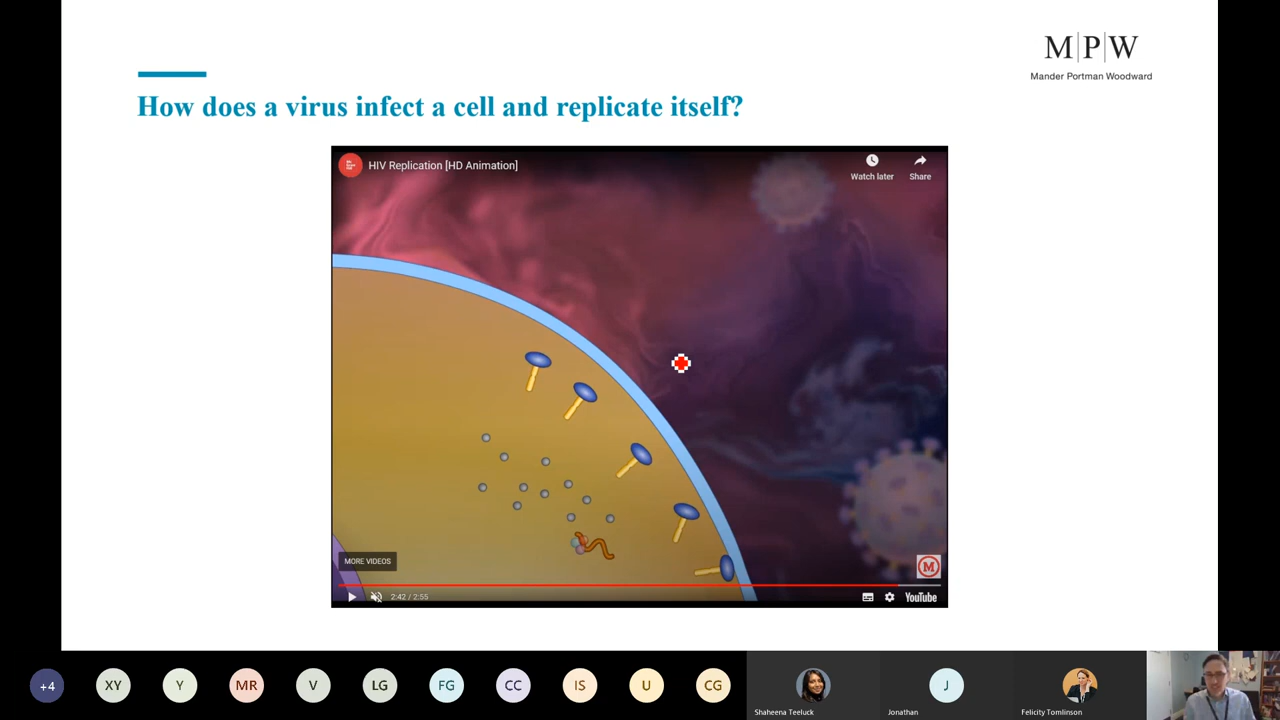 M|P|W
Mander Portman Woodward
How does a virus infect a cell and replicate itself?
HIV Replication [HD Animation]
Watch later
Share
MORE VIDEOS
M
2:42 / 2:55
YouTube
+4
XY
Y
MR
V
LG
FG
CC
IS
U
CG
J
Shaheena Teeluck
Jonathan
Felicity Tomlinson